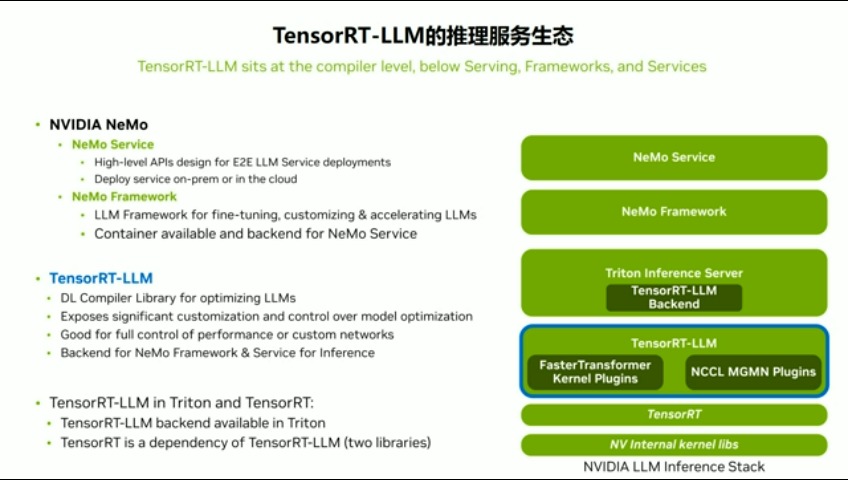 TensorRT-LLM的推理服务生态
TensorRT-LLM sits at the compiler level, below Serving, Frameworks, and Services
• NVIDIA NeMo
• NeMo Service
• High-level APIs design for E2E LLM Service deployments
• Deploy service on-prem or in the cloud
• NeMo Framework
• LLM Framework for fine-tuning, customizing & accelerating LLMs
• Container available and backend for NeMo Service
• TensorRT-LLM
• DL Compiler Library for optimizing LLMs
• Exposes significant customization and control over model optimization
• Good for full control of performance or custom networks
• Backend for NeMo Framework & Service for Inference
• TensorRT-LLM in Triton and TensorRT:
• TensorRT-LLM backend available in Triton
• TensorRT is a dependency of TensorRT-LLM (two libraries)
NeMo Service
NeMo Framework
Triton Inference Server
TensorRT-LLM
Backend
TensorRT-LLM
FasterTransformer
Kernel Plugins
NCCL MGMN Plugins
TensorRT
NV Internal kernel libs
NVIDIA LLM Inference Stack